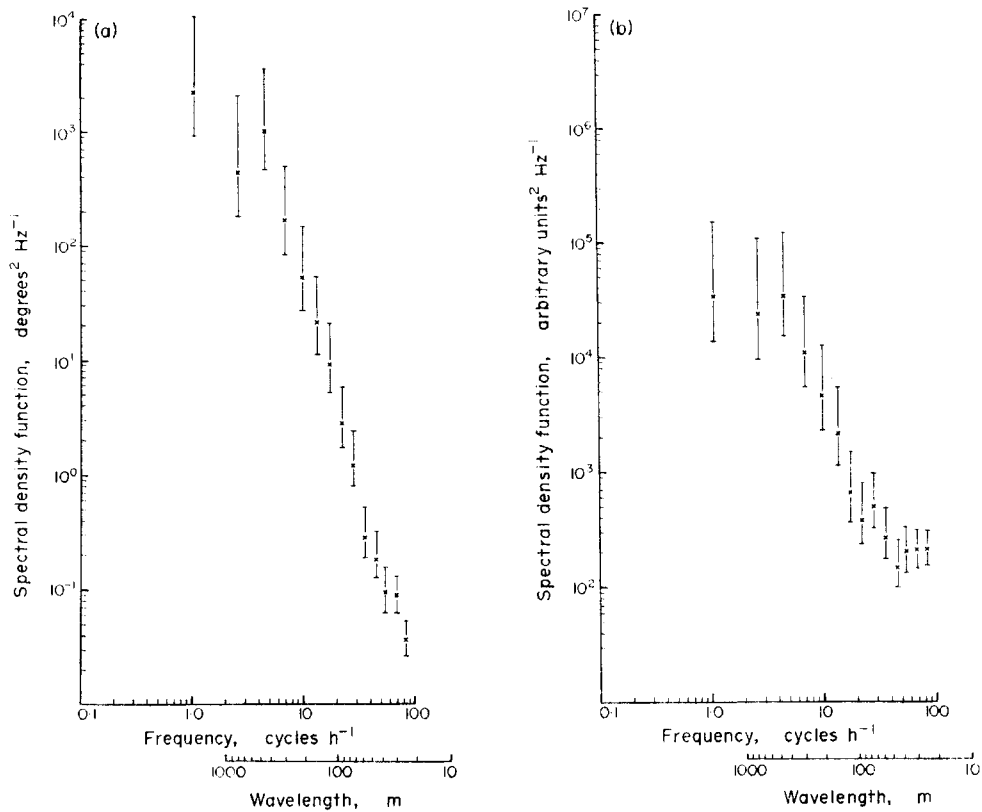 (a)
Spectral density function, degrees² Hz⁻¹
10⁴
10³
10²
10¹
10⁰
10⁻¹
0·1 1·0 10 100
Frequency, cycles h⁻¹
1000 100 10
Wavelength, m
(b)
Spectral density function, arbitrary units² Hz⁻¹
10⁷
10⁶
10⁵
10⁴
10³
10²
0·1 1·0 10 100
Frequency, cycles h⁻¹
1000 100 10
Wavelength, m